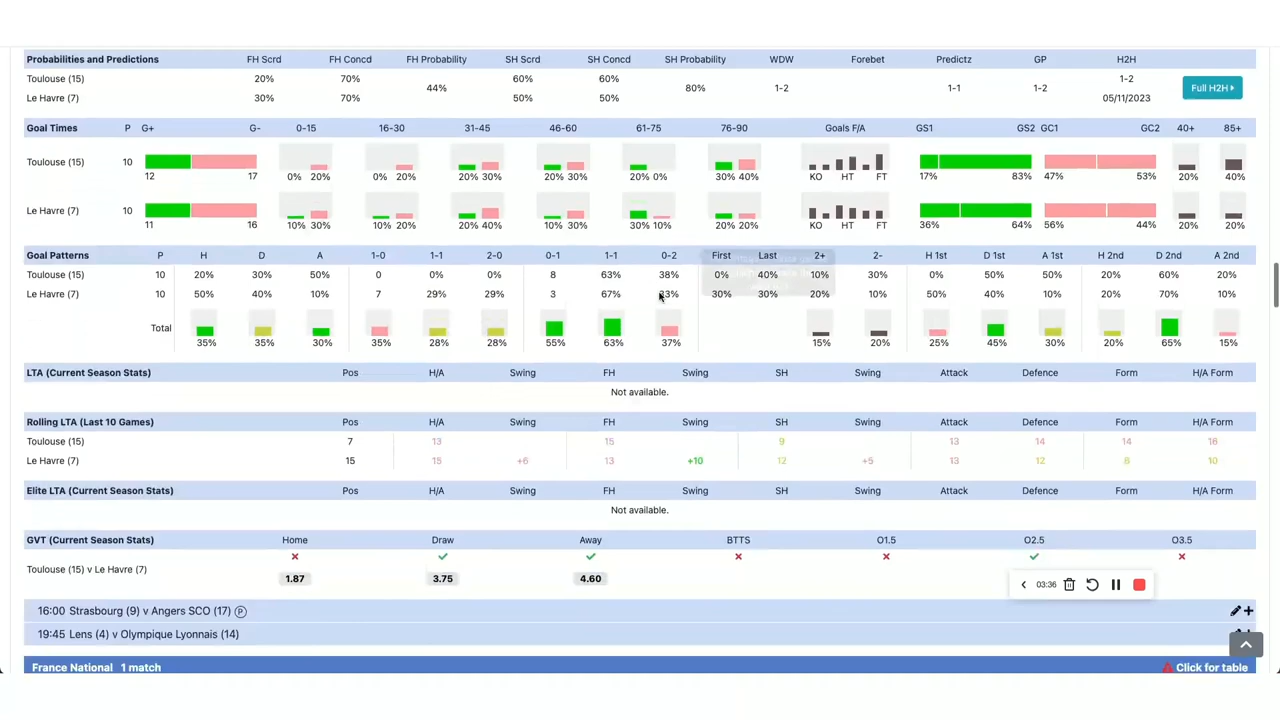 Probabilities and Predictions FH Scrd FH Concd FH Probability SH Scrd SH Concd SH Probability WDW Forebet Predictz GP H2H
Toulouse (15) 20% 70% 44% 60% 60% 80% 1-2 1-1 1-2 1-2 Full H2H
Le Havre (7) 30% 70% 50% 50% 05/11/2023
Goal Times P G+ G- 0-15 16-30 31-45 46-60 61-75 76-90 Goals F/A GS1 GS2 GC1 GC2 40+ 85+
Toulouse (15) 10
12 17 0% 20% 0% 20% 20% 30% 20% 30% 20% 0% 30% 40% KO HT FT 17% 83% 47% 53% 20% 40%
Le Havre (7) 10
11 16 10% 30% 10% 20% 20% 40% 10% 30% 30% 10% 20% 20% KO HT FT 36% 64% 56% 44% 20% 20%
Goal Patterns P H D A 1-0 1-1 2-0 0-1 1-1 0-2 First Last 2+ 2- H 1st D 1st A 1st H 2nd D 2nd A 2nd
Toulouse (15) 10 20% 30% 50% 0 0% 0% 8 63% 38% 0% 40% 10% 30% 0% 50% 50% 20% 60% 20%
Le Havre (7) 10 50% 40% 10% 7 29% 29% 3 67% 33% 30% 30% 20% 10% 50% 40% 10% 20% 70% 10%
Total
35% 35% 30% 35% 28% 28% 55% 63% 37% 15% 20% 25% 45% 30% 20% 65% 15%
LTA (Current Season Stats) Pos H/A Swing FH Swing SH Swing Attack Defence Form H/A Form
Not available.
Rolling LTA (Last 10 Games) Pos H/A Swing FH Swing SH Swing Attack Defence Form H/A Form
Toulouse (15) 7 13 15 9 13 14 14 16
Le Havre (7) 15 15 +6 13 +10 12 +5 13 12 8 10
Elite LTA (Current Season Stats) Pos H/A Swing FH Swing SH Swing Attack Defence Form H/A Form
Not available.
GVT (Current Season Stats) Home Draw Away BTTS O1.5 O2.5 O3.5
Toulouse (15) v Le Havre (7)
1.87 3.75 4.60
03:36
16:00 Strasbourg (9) v Angers SCO (17) P
19:45 Lens (4) v Olympique Lyonnais (14)
France National 1 match Click for table